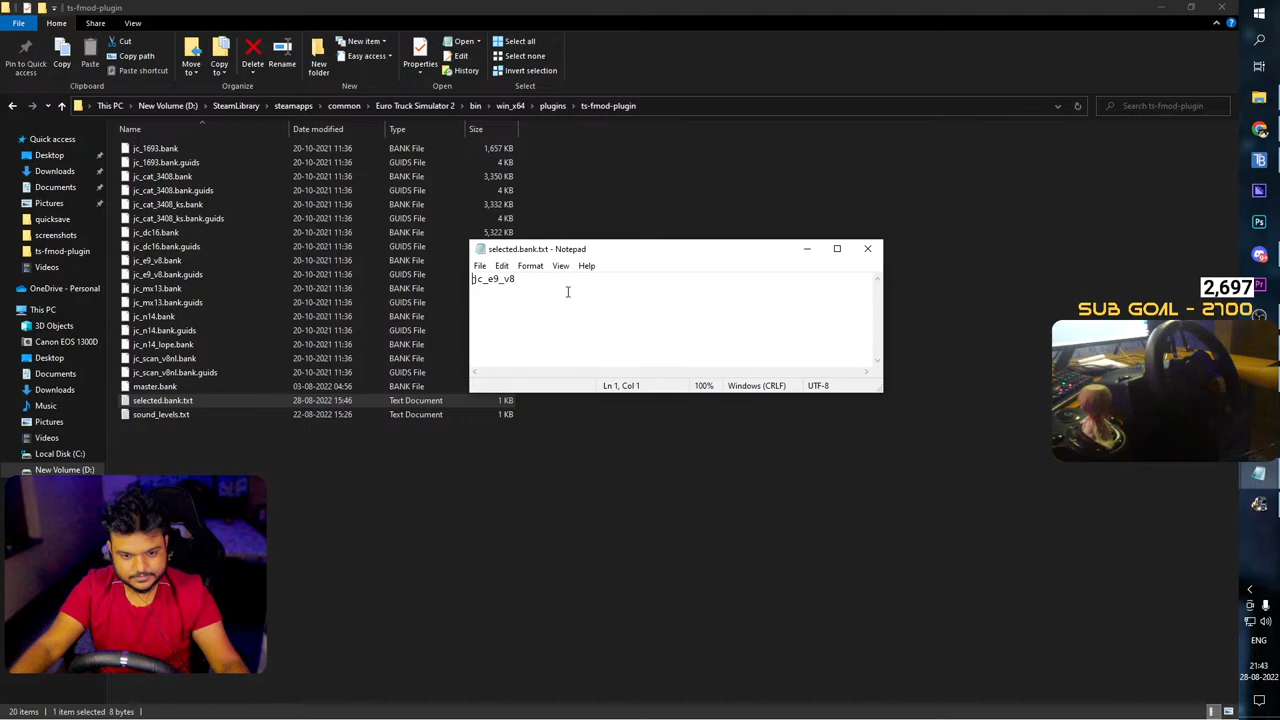 ts-fmod-plugin
File Home Share View
Pin to Quick access
Copy
Paste
Cut
Copy path
Paste shortcut
Clipboard
Move to
Copy to
Delete
Rename
Organize
New folder
New item
Easy access
New
Properties
Open
Edit
History
Open
Select all
Select none
Invert selection
Select
This PC > New Volume (D:) > SteamLibrary > steamapps > common > Euro Truck Simulator 2 > bin > win_x64 > plugins > ts-fmod-plugin
Search ts-fmod-plugin
Quick access
Desktop
Downloads
Documents
Pictures
quicksave
screenshots
ts-fmod-plugin
Videos
OneDrive - Personal
This PC
3D Objects
Canon EOS 1300D
Desktop
Documents
Downloads
Music
Pictures
Videos
Local Disk (C:)
New Volume (D:)
Name Date modified Type Size
jc_1693.bank 20-10-2021 11:36 BANK File 1,657 KB
jc_1693.bank.guids 20-10-2021 11:36 GUIDS File 4 KB
jc_cat_3408.bank 20-10-2021 11:36 BANK File 3,350 KB
jc_cat_3408.bank.guids 20-10-2021 11:36 GUIDS File 4 KB
jc_cat_3408_ks.bank 20-10-2021 11:36 BANK File 3,332 KB
jc_cat_3408_ks.bank.guids 20-10-2021 11:36 GUIDS File 4 KB
jc_dc16.bank 20-10-2021 11:36 BANK File 5,322 KB
jc_dc16.bank.guids 20-10-2021 11:36 GUIDS File
jc_e9_v8.bank 20-10-2021 11:36 BANK File
jc_e9_v8.bank.guids 20-10-2021 11:36 GUIDS File
jc_mx13.bank 20-10-2021 11:36 BANK File
jc_mx13.bank.guids 20-10-2021 11:36 GUIDS File
jc_n14.bank 20-10-2021 11:36 BANK File
jc_n14.bank.guids 20-10-2021 11:36 GUIDS File
jc_n14_lope.bank 20-10-2021 11:36 BANK File
jc_scan_v8nl.bank 20-10-2021 11:36 BANK File
jc_scan_v8nl.bank.guids 20-10-2021 11:36 GUIDS File
master.bank 03-08-2022 04:56 BANK File
selected.bank.txt 28-08-2022 15:46 Text Document 1 KB
sound_levels.txt 22-08-2022 15:26 Text Document 1 KB
selected.bank.txt - Notepad
File Edit Format View Help
jc_e9_v8
Ln 1, Col 1 100% Windows (CRLF) UTF-8
2,697
SUB GOAL - 2700
TB
Ps
Pr
ENG
21:43
28-08-2022
20 items 1 item selected 8 bytes